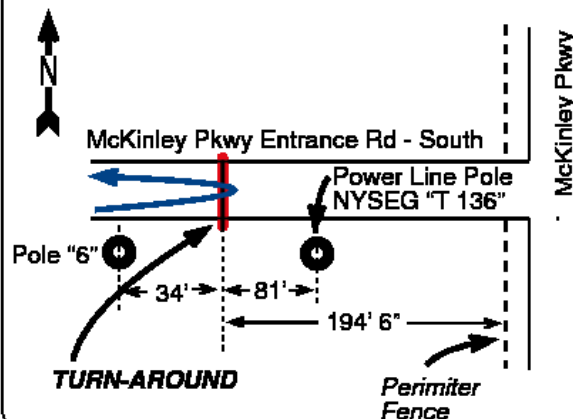 N
McKinley Pkwy
McKinley Pkwy Entrance Rd - South
Power Line Pole
NYSEG "T 136"
Pole "6"
34'
81'
194' 6"
TURN-AROUND
Perimiter
Fence